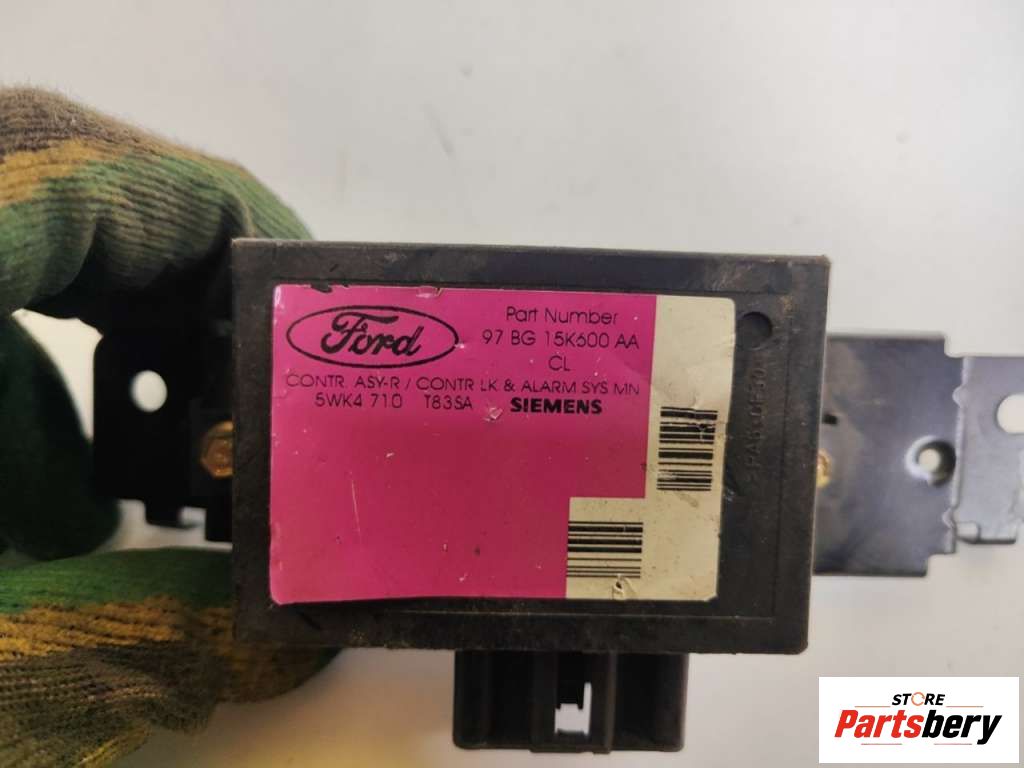 Ford
Part Number
97 BG 15K600 AA
CL
CONTR. ASY-R / CONTR LK & ALARM SYS MN
5WK4 710 T83SA SIEMENS
STORE
Partsbery